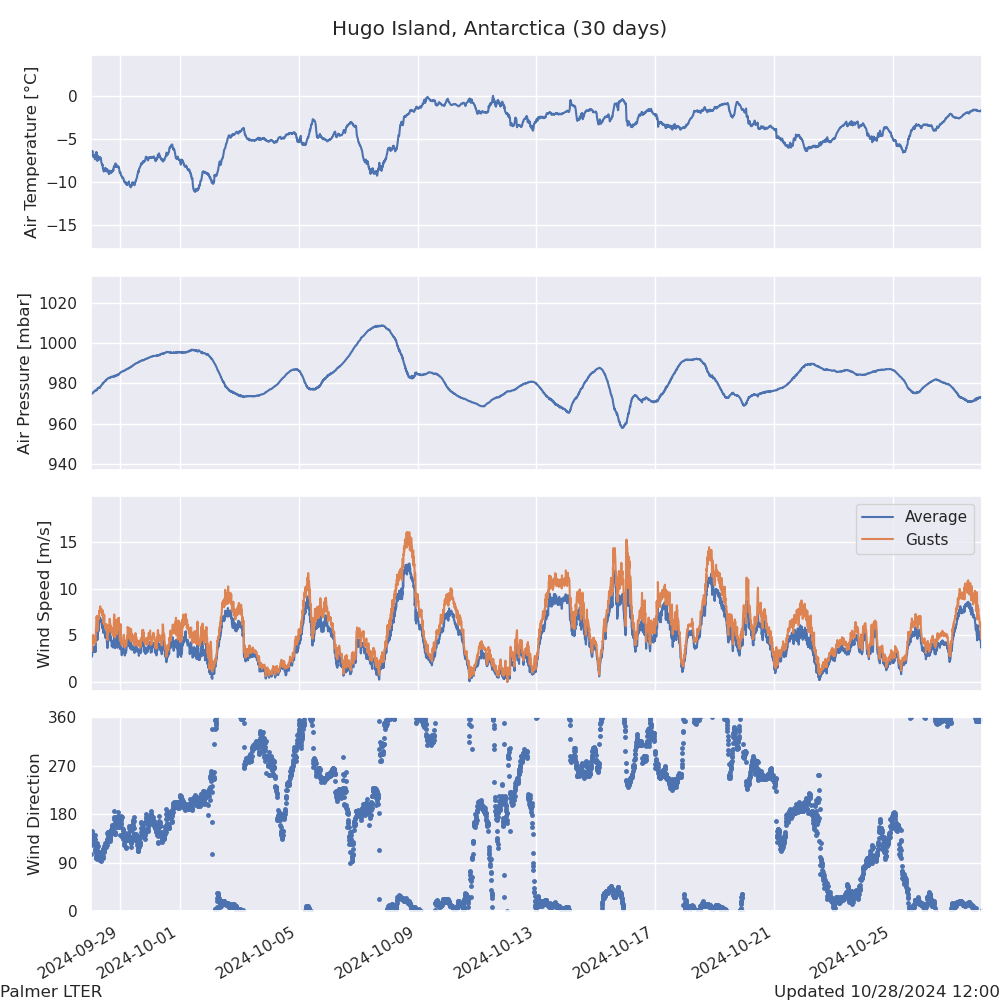 Hugo Island, Antarctica (30 days)
Air Temperature [°C]
0
−5
−10
−15
Air Pressure [mbar]
1020
1000
980
960
940
Wind Speed [m/s]
15
10
5
0
Average
Gusts
Wind Direction
360
270
180
90
0
2024-09-29
2024-10-01
2024-10-05
2024-10-09
2024-10-13
2024-10-17
2024-10-21
2024-10-25
Palmer LTER
Updated 10/28/2024 12:00